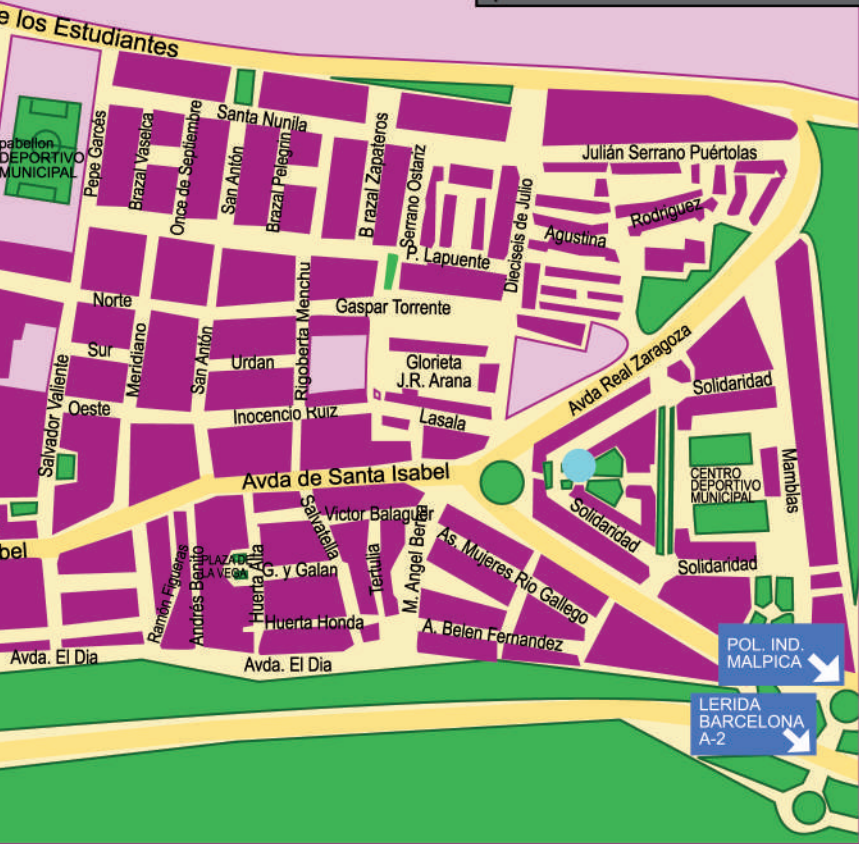 e los Estudiantes
Santa Nunila
pabellon
DEPORTIVO
MUNICIPAL
Pepe Garcés
Brazal Vaseica
Once de Septiembre
San Antón
Brazal Pelegrin
B razal Zapateros
Serrano Ostariz
Dieciseis de Julio
Julián Serrano Puértolas
Rodriguez
Agustina
P. Lapuente
Gaspar Torrente
Norte
Sur
Oeste
Meridiano
San Antón
Urdan
Rigoberta Menchu
Inocencio Ruiz
Glorieta
J.R. Arana
Lasala
Salvador Valiente
Avda Real Zaragoza
Solidaridad
CENTRO
DEPORTIVO
MUNICIPAL
Mamblas
Solidaridad
Solidaridad
Avda de Santa Isabel
bel
Victor Balaguer
Salvatella
PLAZA DE
LA VEGA
G. y Galan
Huerta Alta
Andrés Benito
Ramón Figueras
Tertulia
M. Angel Berna
Huerta Honda
As. Mujeres Rio Gallego
A. Belen Fernandez
Avda. El Dia
Avda. El Dia
POL. IND.
MALPICA
LERIDA
BARCELONA
A-2